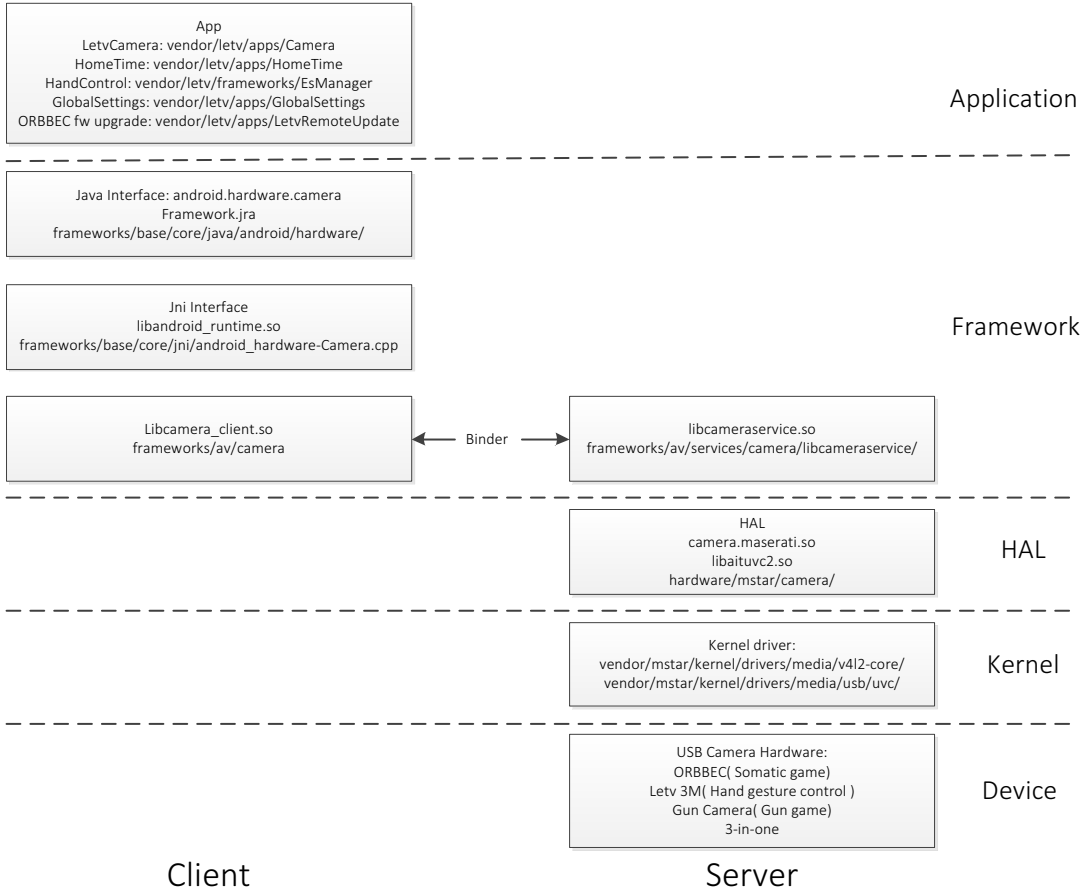 App
LetvCamera: vendor/letv/apps/Camera
HomeTime: vendor/letv/apps/HomeTime
HandControl: vendor/letv/frameworks/EsManager
GlobalSettings: vendor/letv/apps/GlobalSettings
ORBBEC fw upgrade: vendor/letv/apps/LetvRemoteUpdate
Application
Java Interface: android.hardware.camera
Framework.jra
frameworks/base/core/java/android/hardware/
Jni Interface
libandroid_runtime.so
frameworks/base/core/jni/android_hardware-Camera.cpp
Framework
Libcamera_client.so
frameworks/av/camera
Binder
libcameraservice.so
frameworks/av/services/camera/libcameraservice/
HAL
camera.maserati.so
libaituvc2.so
hardware/mstar/camera/
HAL
Kernel driver:
vendor/mstar/kernel/drivers/media/v4l2-core/
vendor/mstar/kernel/drivers/media/usb/uvc/
Kernel
USB Camera Hardware:
ORBBEC( Somatic game)
Letv 3M( Hand gesture control )
Gun Camera( Gun game)
3-in-one
Device
Client
Server